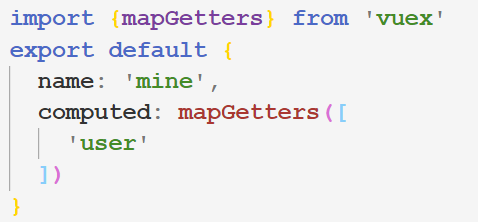 import {mapGetters} from 'vuex'
export default {
  name: 'mine',
  computed: mapGetters([
    'user'
  ])
}